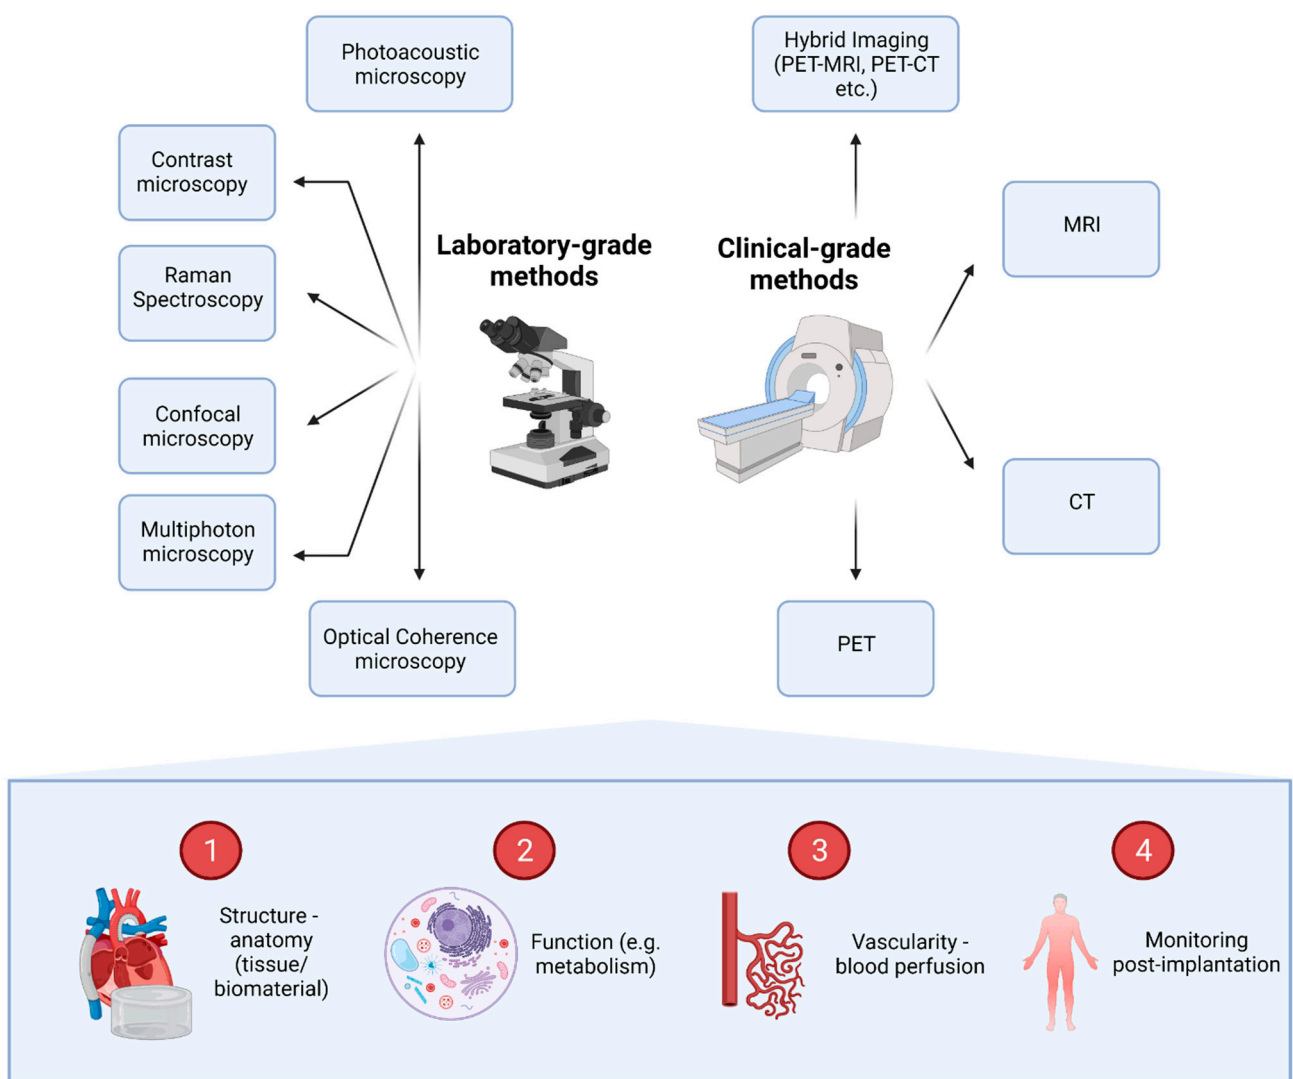 Photoacoustic
microscopy
Hybrid Imaging
(PET-MRI, PET-CT
etc.)
Contrast
microscopy
Raman
Spectroscopy
Confocal
microscopy
Multiphoton
microscopy
Optical Coherence
microscopy
Laboratory-grade
methods
Clinical-grade
methods
MRI
CT
PET
1
Structure -
anatomy
(tissue/
biomaterial)
2
Function (e.g.
metabolism)
3
Vascularity -
blood perfusion
4
Monitoring
post-implantation